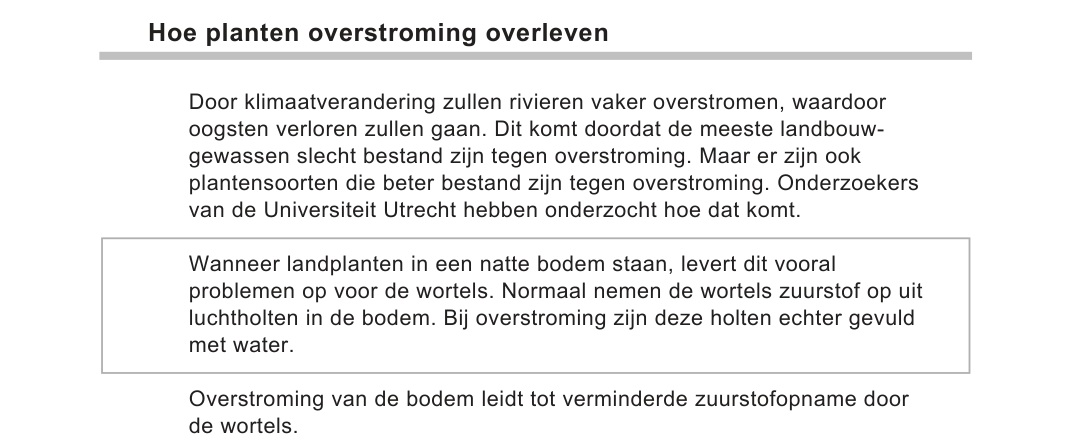 Hoe planten overstroming overleven
Door klimaatverandering zullen rivieren vaker overstromen, waardoor
oogsten verloren zullen gaan. Dit komt doordat de meeste landbouw-
gewassen slecht bestand zijn tegen overstroming. Maar er zijn ook
plantensoorten die beter bestand zijn tegen overstroming. Onderzoekers
van de Universiteit Utrecht hebben onderzocht hoe dat komt.
Wanneer landplanten in een natte bodem staan, levert dit vooral
problemen op voor de wortels. Normaal nemen de wortels zuurstof op uit
luchtholten in de bodem. Bij overstroming zijn deze holten echter gevuld
met water.
Overstroming van de bodem leidt tot verminderde zuurstofopname door
de wortels.